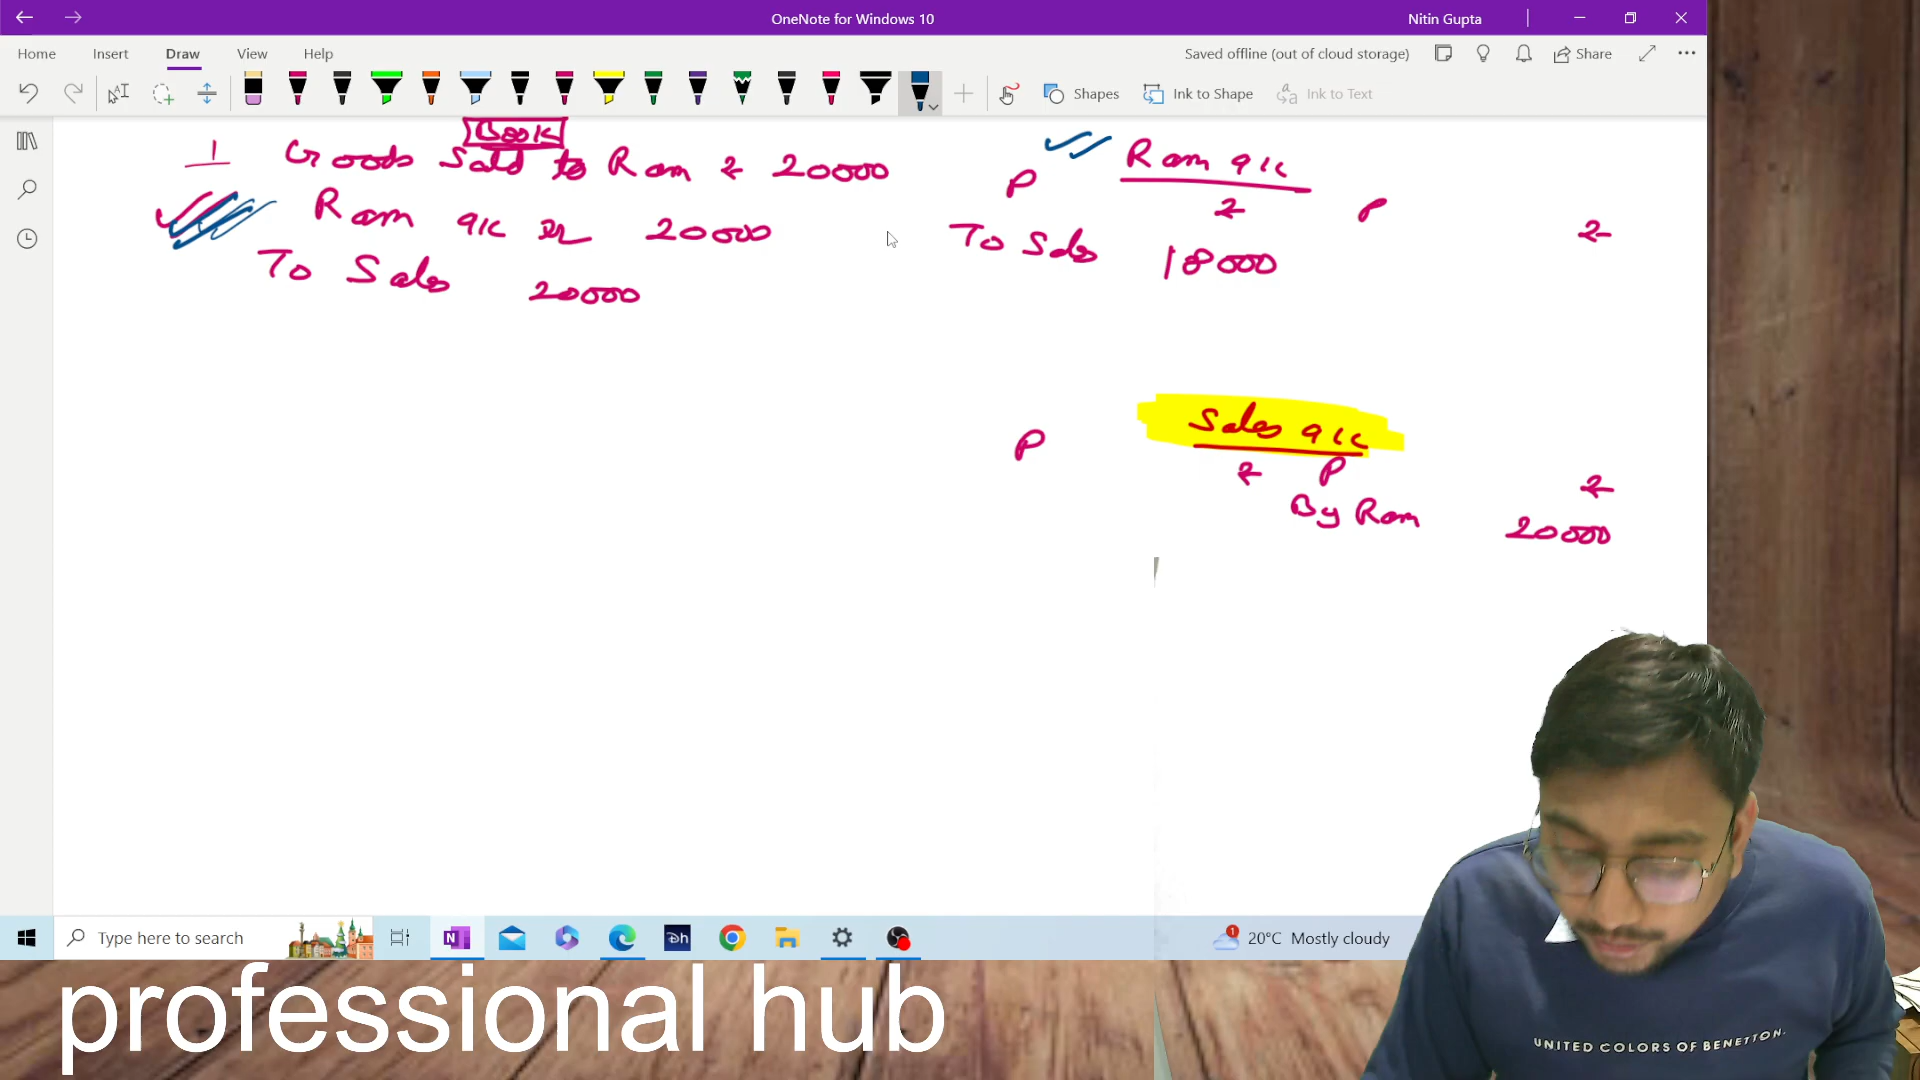 OneNote for Windows 10
Nitin Gupta
Home Insert Draw View Help
Saved offline (out of cloud storage)
Share
Shapes
Ink to Shape
Ink to Text
Book
1 Goods Sold to Ram ₹ 20000
Ram a/c Dr 20000
To Sales 20000
Ram a/c
P ₹ P ₹
To Sales 18000
Sales a/c
P ₹ P ₹
By Ram 20000
Type here to search
Dh
1
20°C Mostly cloudy
professional hub
UNITED COLORS OF BENETTON.